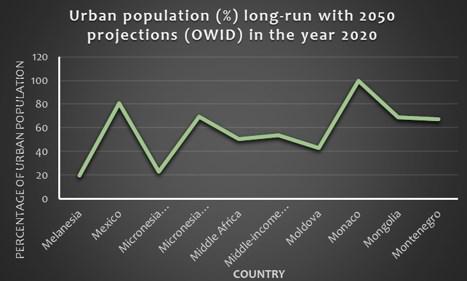 Urban population (%) long-run with 2050
projections (OWID) in the year 2020
PERCENTAGE OF URBAN POPULATION
120
100
80
60
40
20
0
Melanesia
Mexico
Micronesia...
Micronesia...
Middle Africa
Middle-income...
Moldova
Monaco
Mongolia
Montenegro
COUNTRY